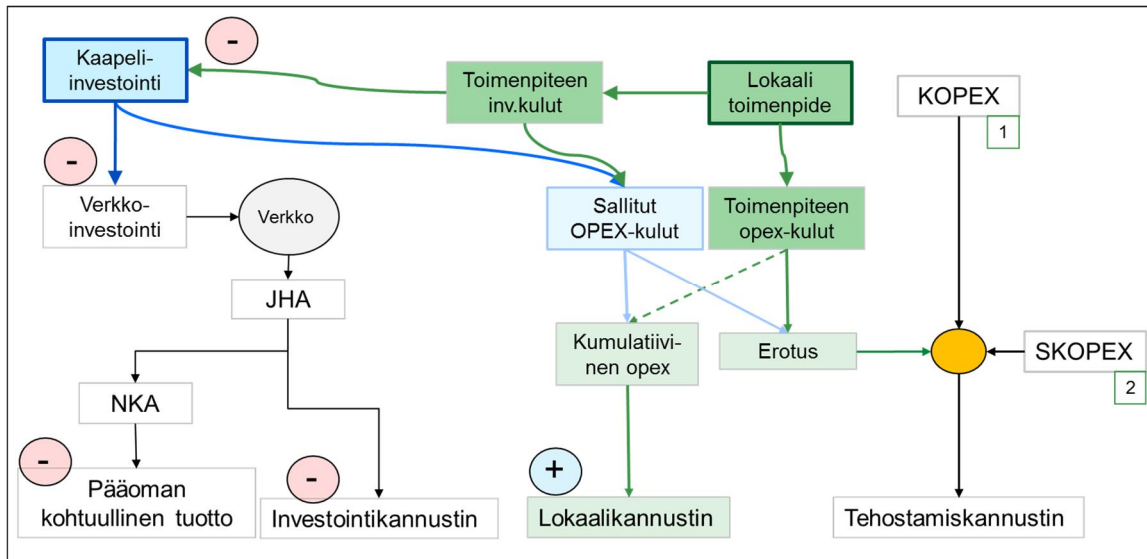 -
Kaapeli-
investointi
Toimenpiteen
inv.kulut
Lokaali
toimenpide
KOPEX
1
-
Verkko-
investointi
Verkko
Sallitut
OPEX-kulut
Toimenpiteen
opex-kulut
JHA
Kumulatiivi-
nen opex
Erotus
SKOPEX
2
NKA
-
Pääoman
kohtuullinen tuotto
-
Investointikannustin
+
Lokaalikannustin
Tehostamiskannustin